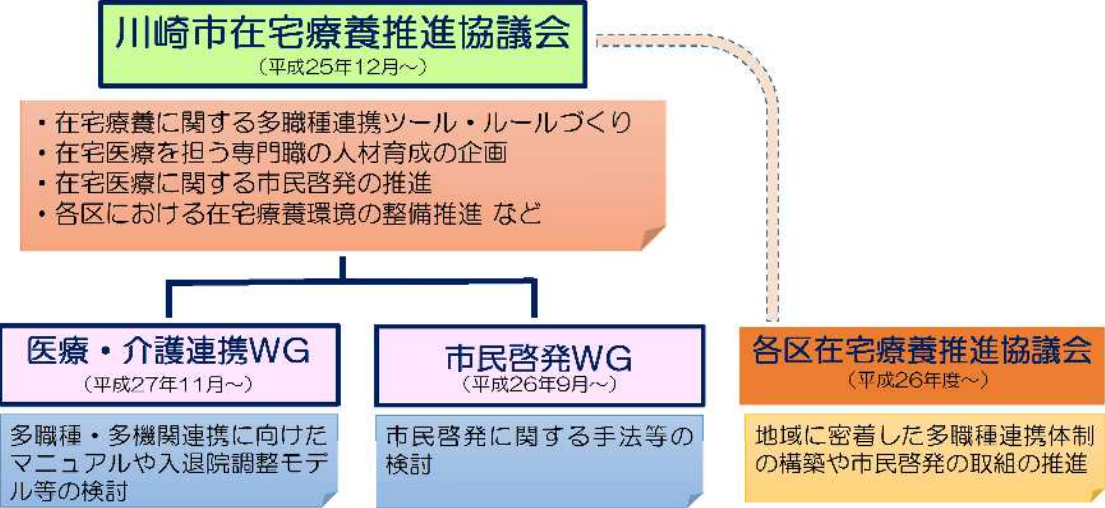 川崎市在宅療養推進協議会
（平成25年12月～）
・在宅療養に関する多職種連携ツール・ルールづくり
・在宅医療を担う専門職の人材育成の企画
・在宅医療に関する市民啓発の推進
・各区における在宅療養環境の整備推進 など
医療・介護連携WG
（平成27年11月～）
多職種・多機関連携に向けた
マニュアルや入退院調整モデ
ル等の検討
市民啓発WG
（平成26年9月～）
市民啓発に関する手法等の
検討
各区在宅療養推進協議会
（平成26年度～）
地域に密着した多職種連携体制
の構築や市民啓発の取組の推進